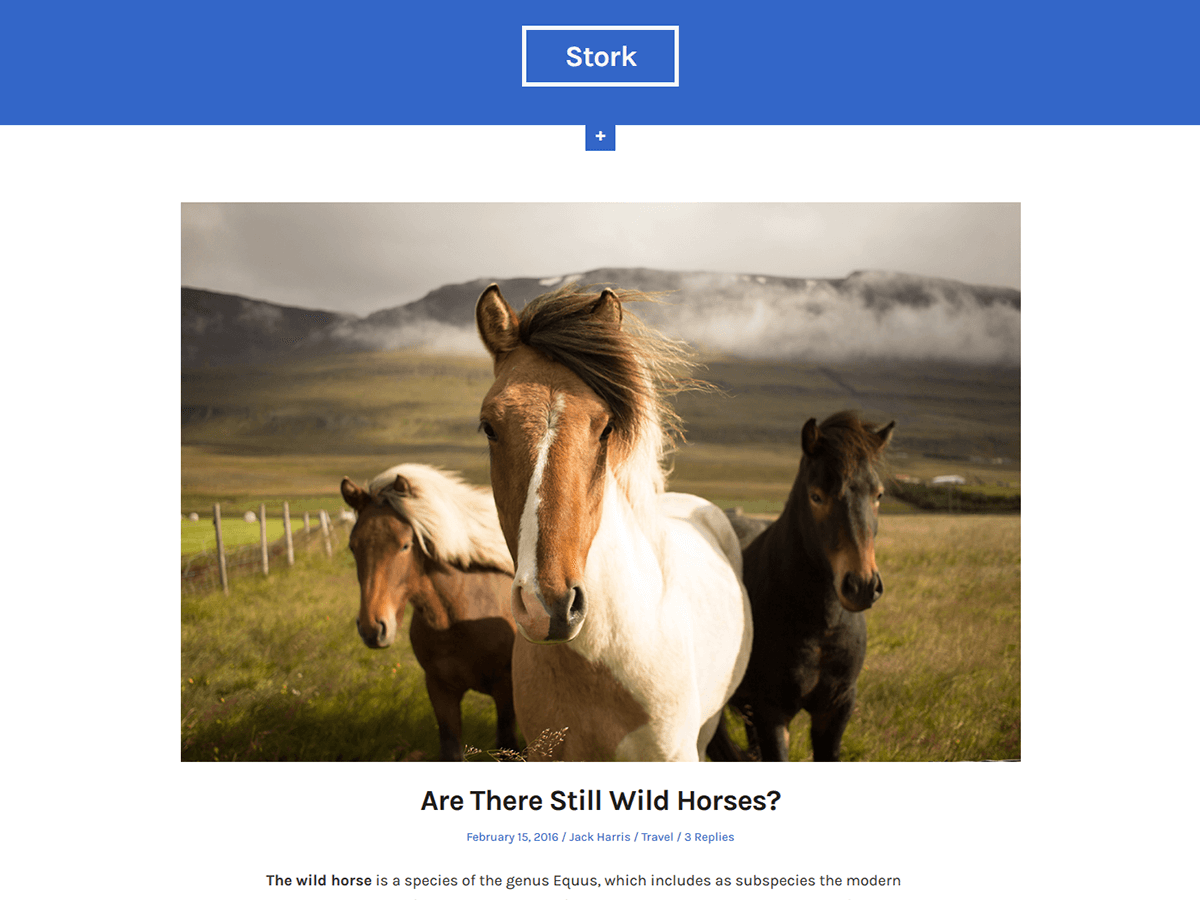 Stork
+
Are There Still Wild Horses?
February 15, 2016 / Jack Harris / Travel / 3 Replies
The wild horse is a species of the genus Equus, which includes as subspecies the modern